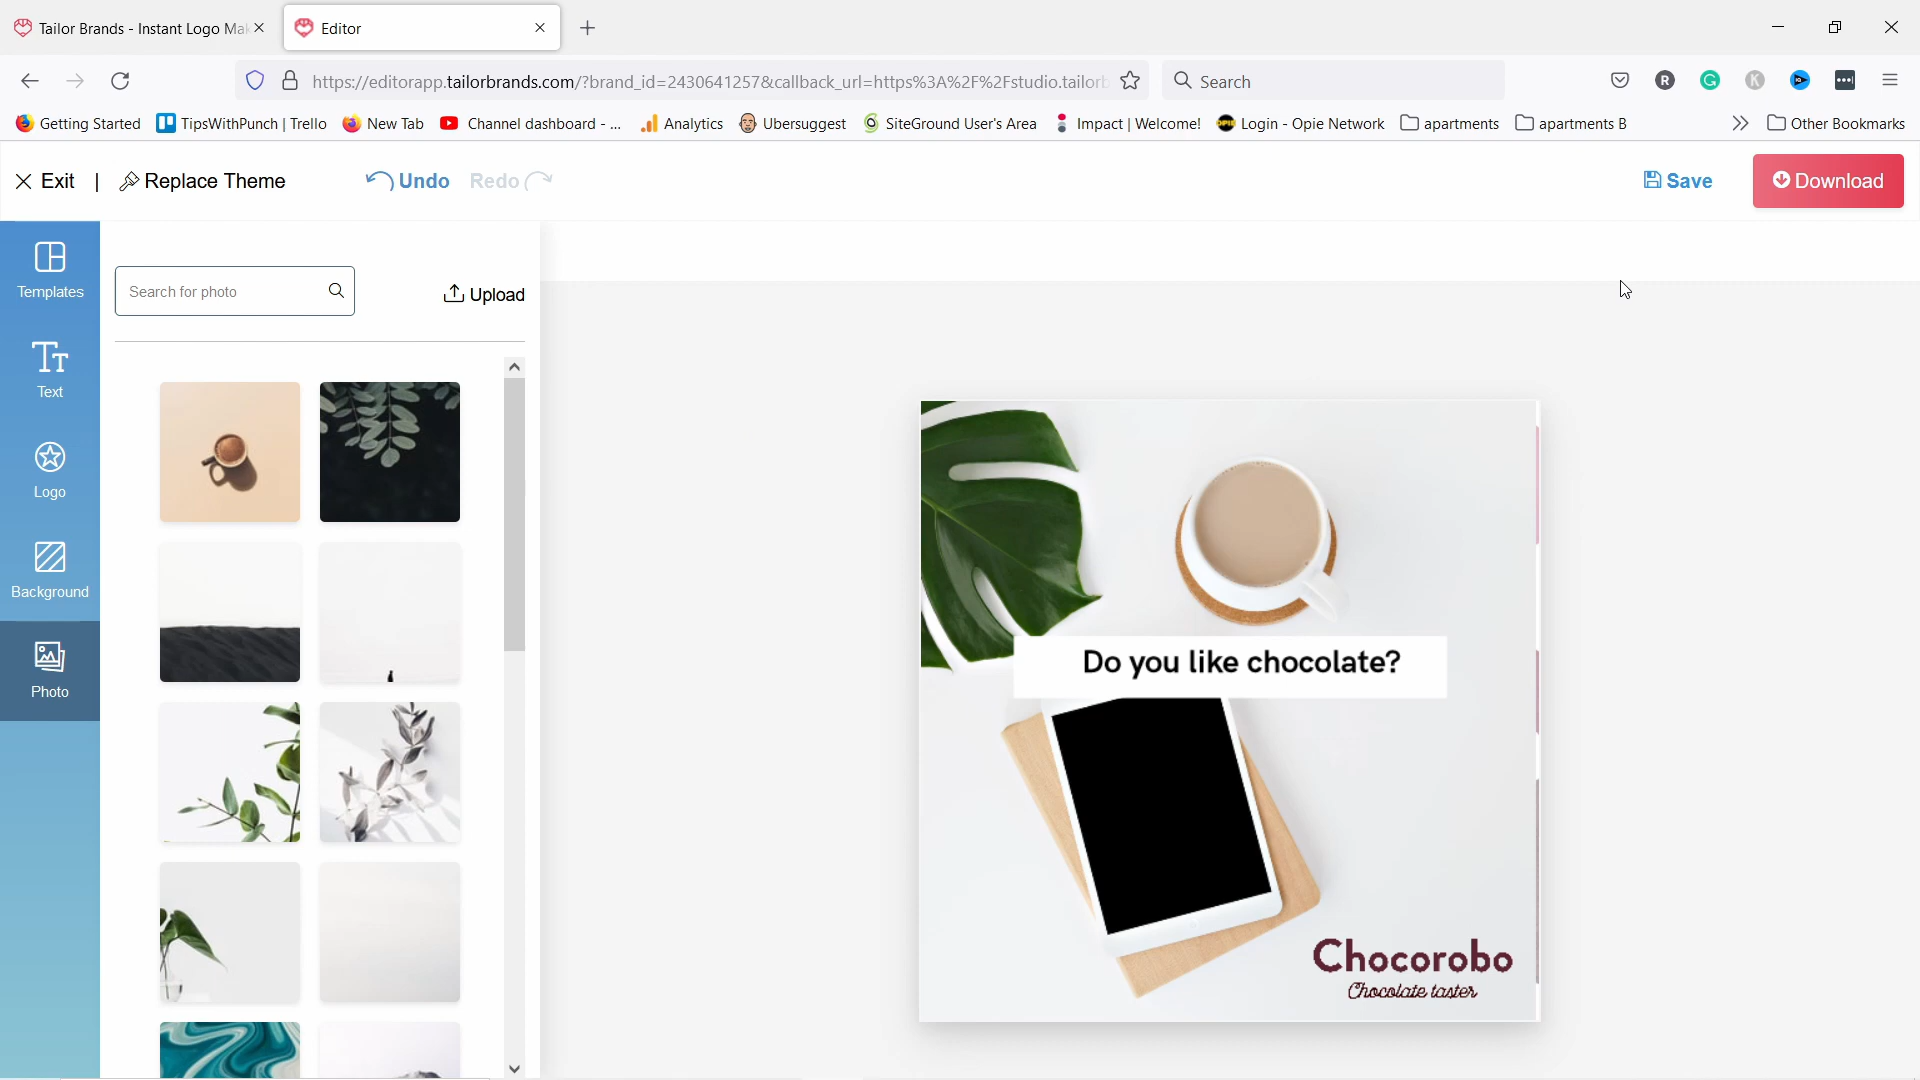 Tailor Brands - Instant Logo Mak
Editor
https://editorapp.tailorbrands.com/?brand_id=2430641257&callback_url=https%3A%2F%2Fstudio.tailorb
Search
Getting Started
TipsWithPunch | Trello
New Tab
Channel dashboard - ...
Analytics
Ubersuggest
SiteGround User's Area
Impact | Welcome!
Login - Opie Network
apartments
apartments B
Other Bookmarks
Exit | Replace Theme
Undo
Redo
Save
Download
Templates
Text
Logo
Background
Photo
Search for photo
Upload
Do you like chocolate?
Chocorobo
Chocolate taster